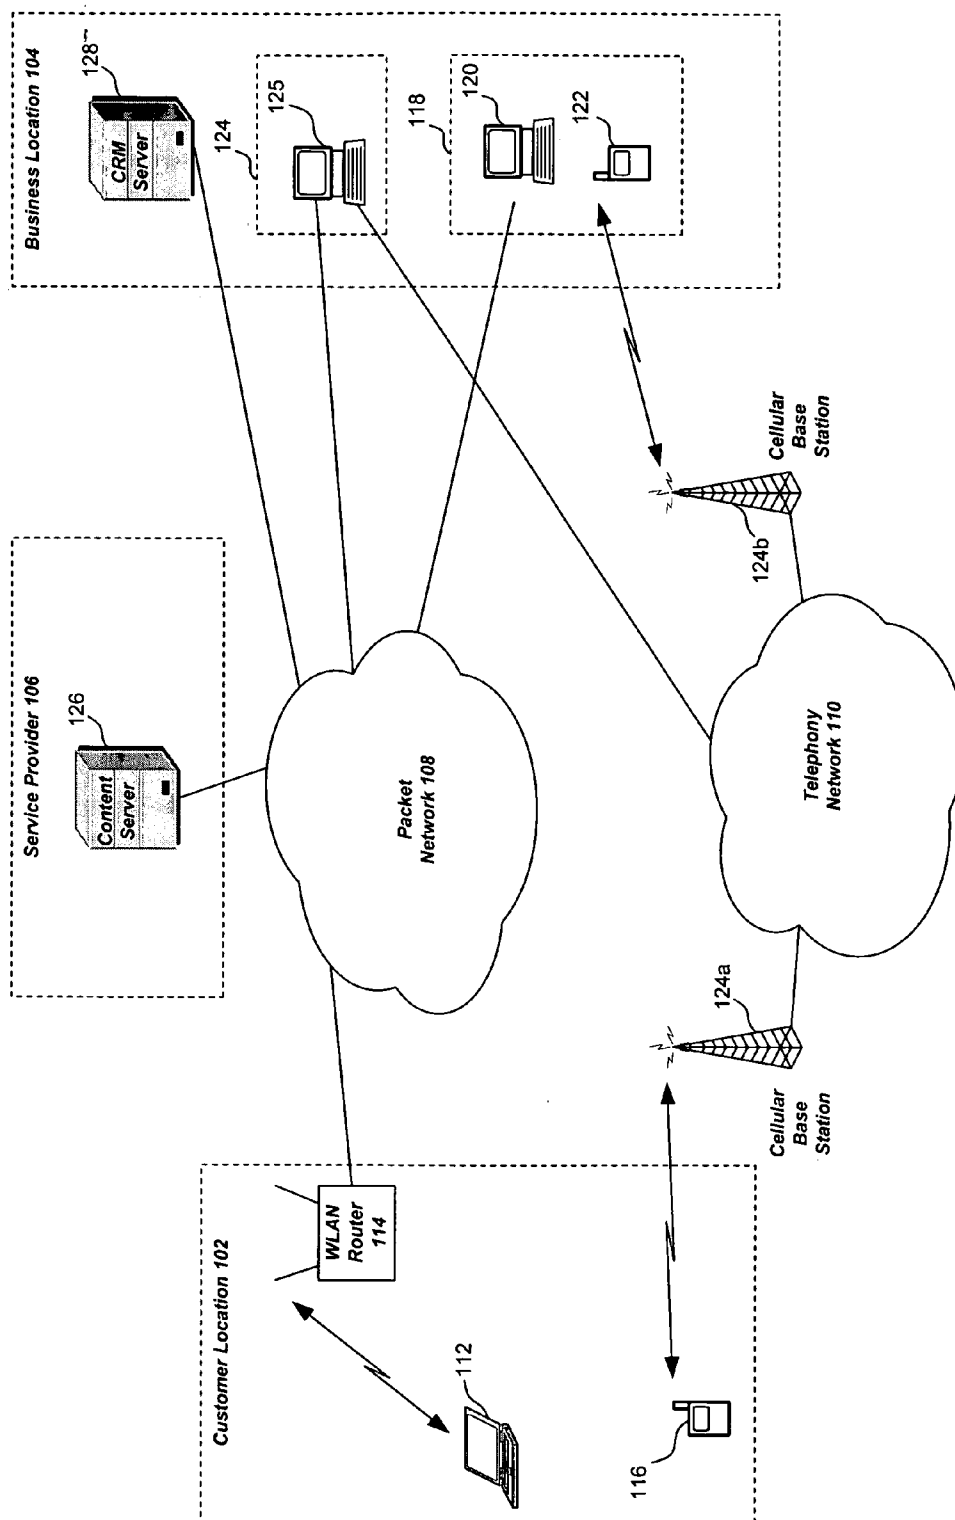 Customer Location 102
WLAN
Router
114
112
116
Service Provider 106
Content
Server
126
Packet
Network 108
Cellular
Base
Station
124a
Telephony
Network 110
124b
Cellular
Base
Station
Business Location 104
CRM
Server
128
124
125
118
120
122